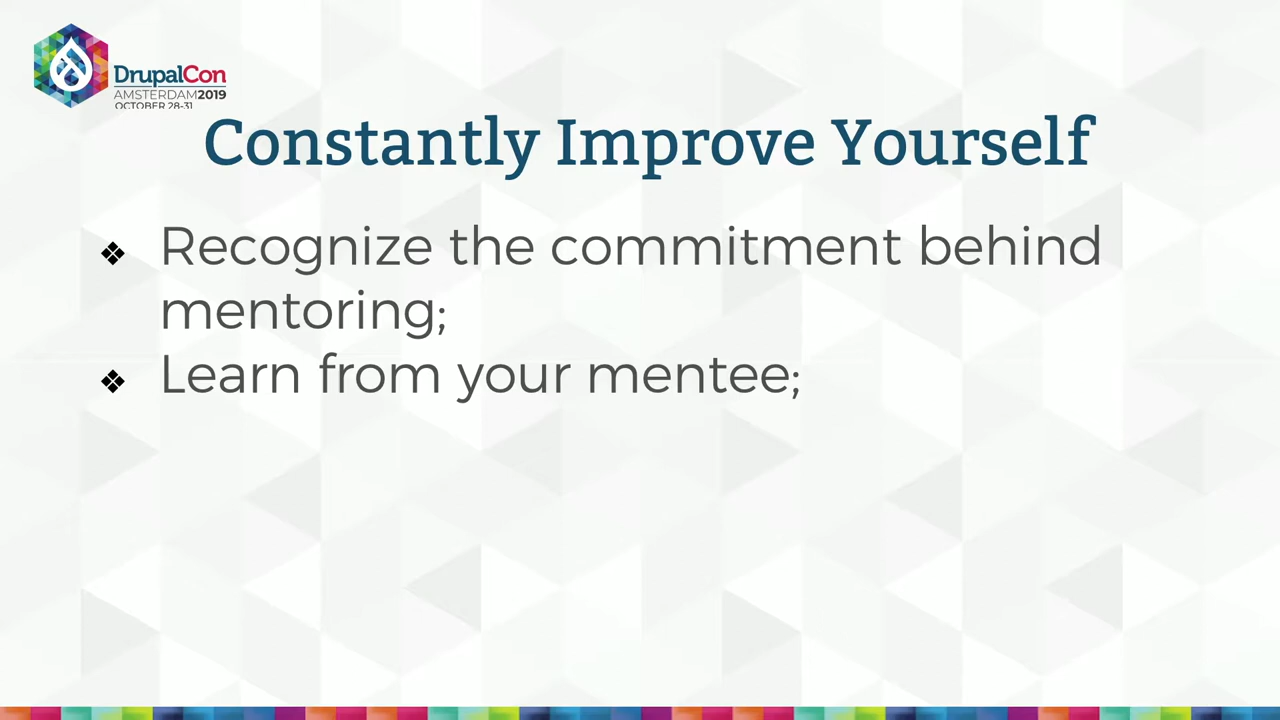 DrupalCon
AMSTERDAM2019
OCTOBER 28-31
Constantly Improve Yourself
❖ Recognize the commitment behind
mentoring;
❖ Learn from your mentee;